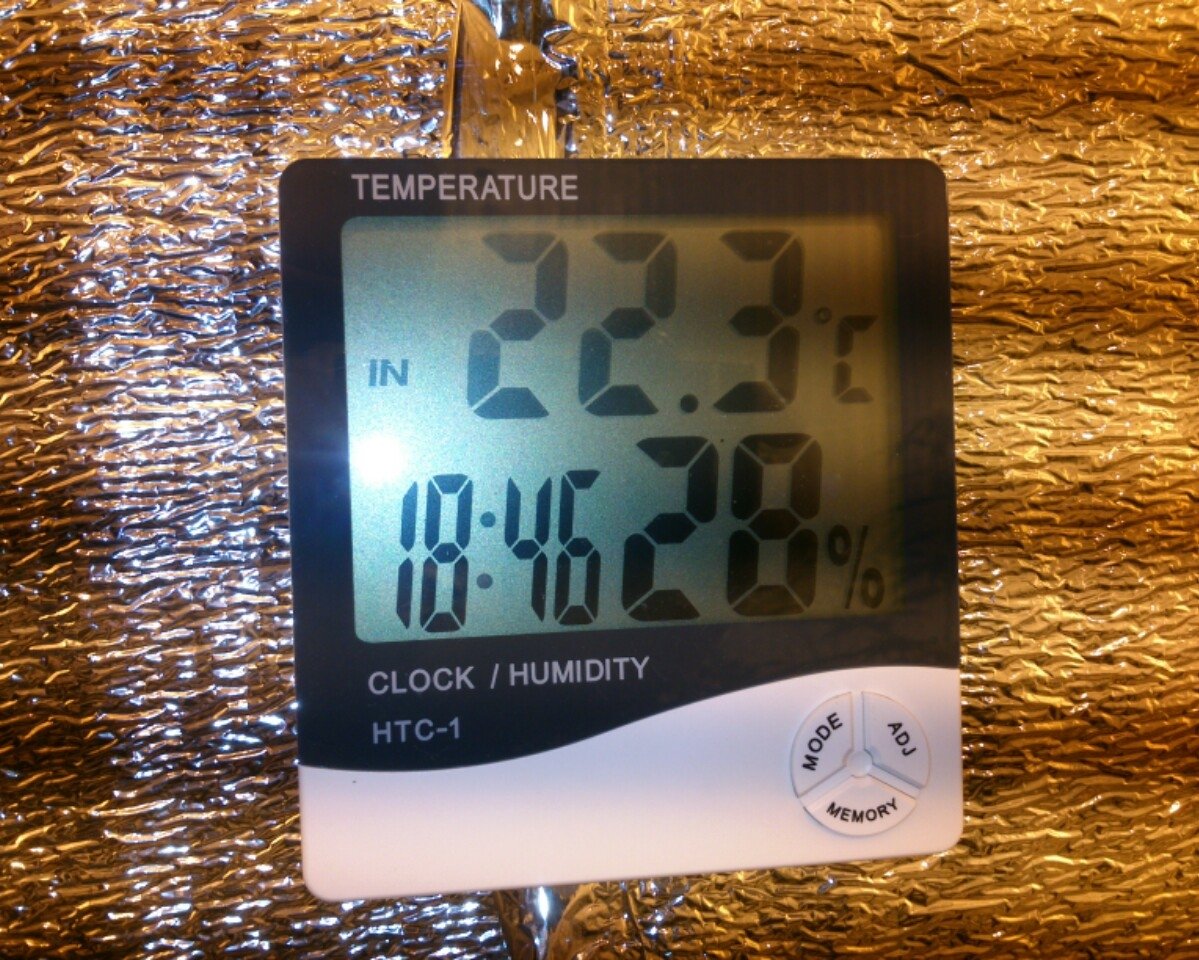 TEMPERATURE
22.3 °C
IN
18:46 28 %
CLOCK / HUMIDITY
HTC-1
MODE
ADJ
MEMORY